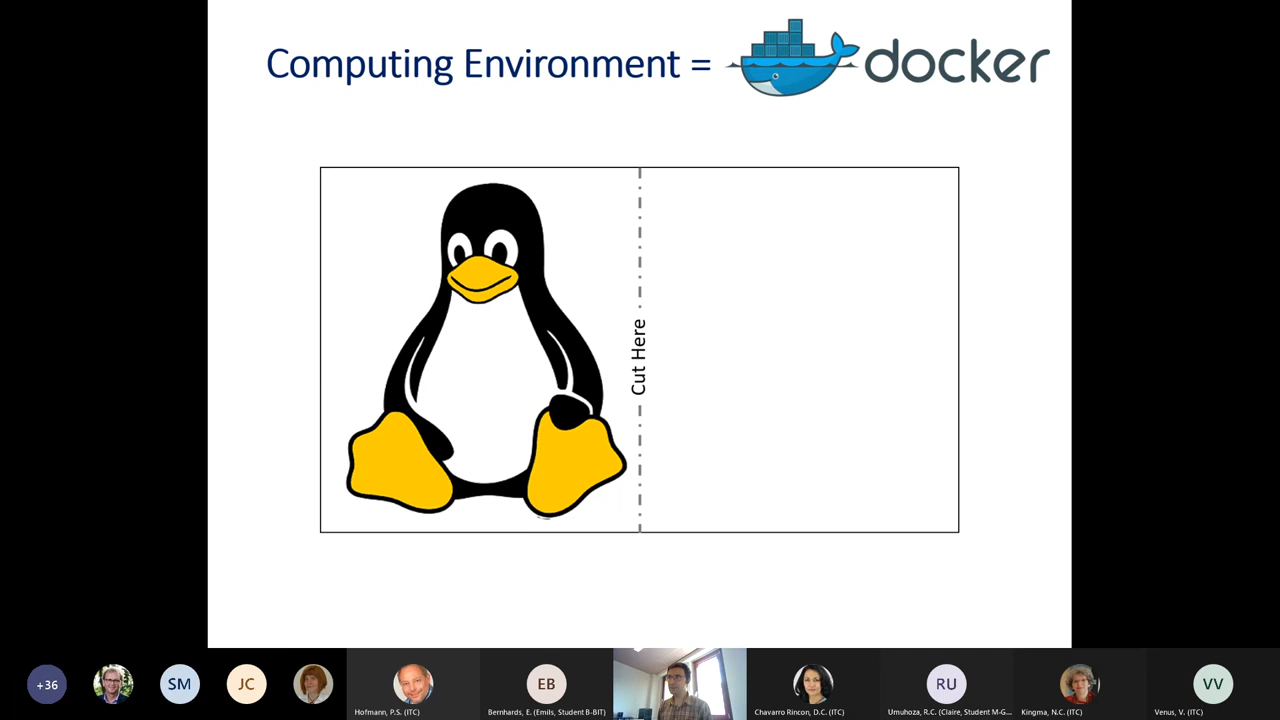 Computing Environment = docker
Cut Here
+36
SM
JC
EB
RU
VV
Hofmann, P.S. (ITC)
Bernhards, E. (Emils, Student B-BIT)
Chavarro Rincon, D.C. (ITC)
Umuhoza, R.C. (Claire, Student M-G...
Kingma, N.C. (ITC)
Venus, V. (ITC)